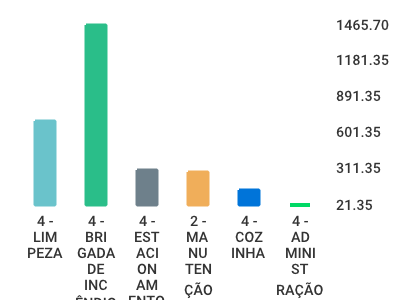 1465.70
1181.35
891.35
601.35
311.35
21.35
4 -
LIM
PEZA
4 -
BRI
GADA
DE
INC
ÊNDIO
4 -
EST
ACI
ON
AM
ENTO
2 -
MA
NU
TEN
ÇÃO
4 -
COZ
INHA
4 -
AD
MINI
ST
RAÇÃO